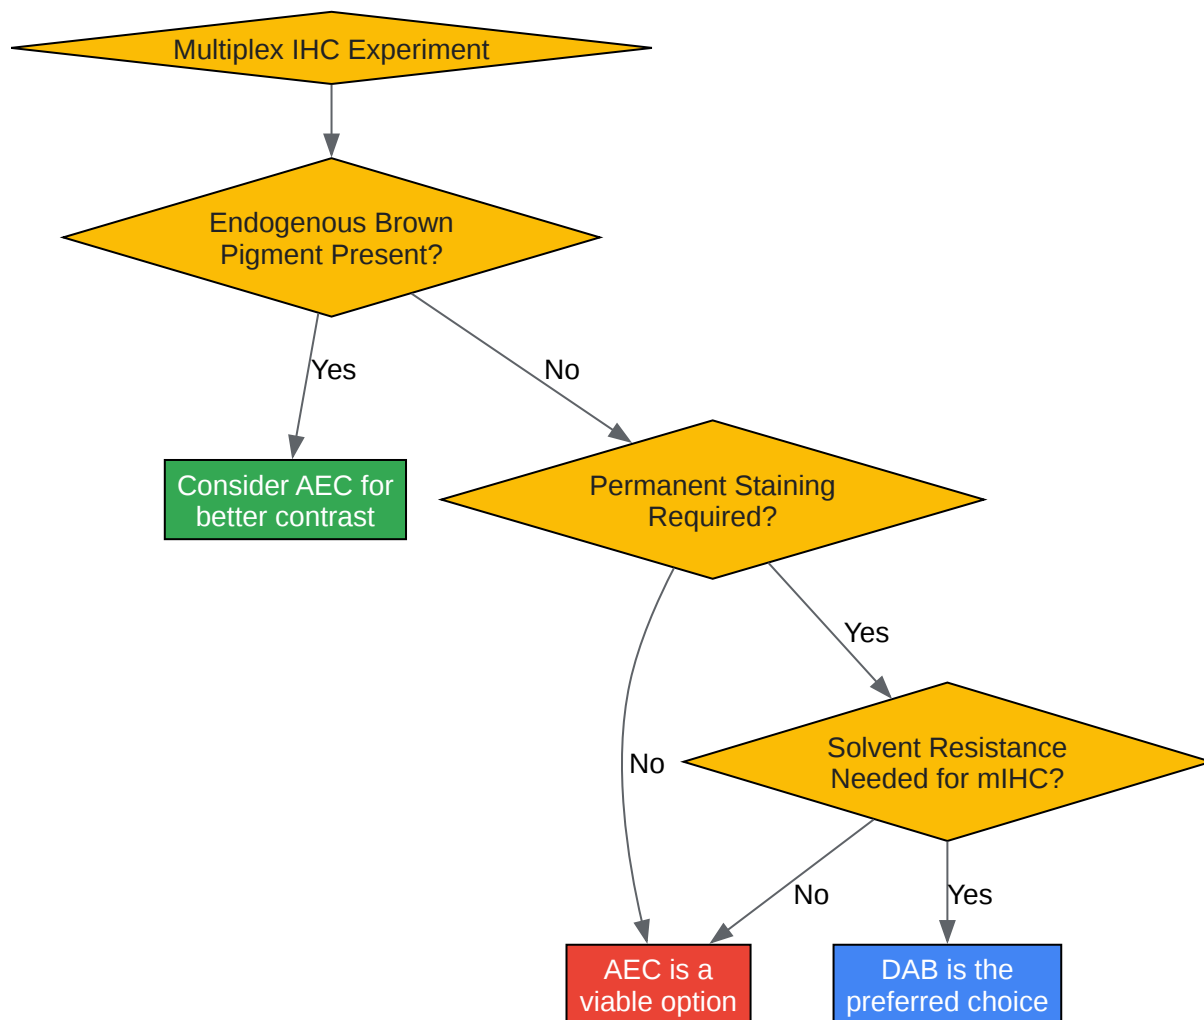 Multiplex IHC Experiment
Endogenous Brown
Pigment Present?
Yes
No
Consider AEC for
better contrast
Permanent Staining
Required?
Yes
No
Solvent Resistance
Needed for mIHC?
No
Yes
AEC is a
viable option
DAB is the
preferred choice